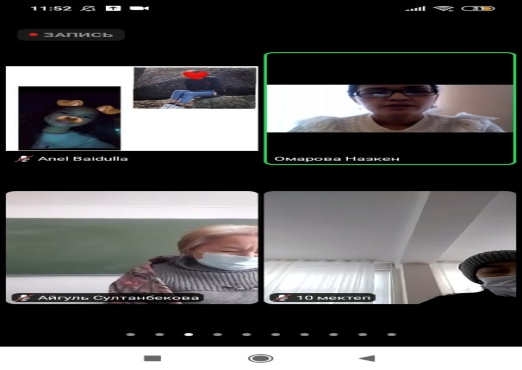 11:52
ЗАПИСЬ
Anel Baidulla
Омарова Назкен
Айгуль Султанбекова
10 мектеп